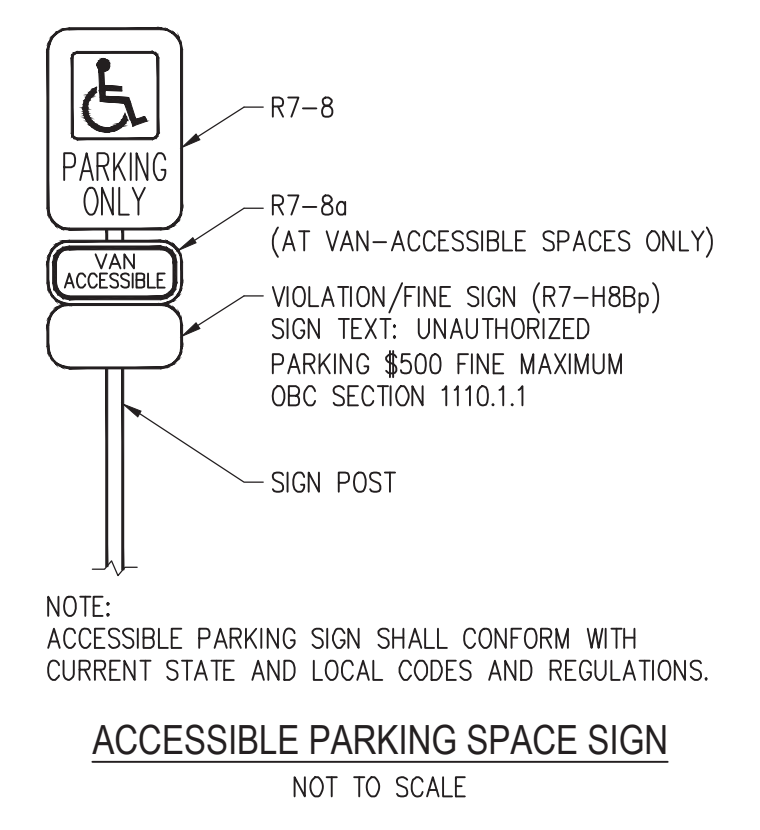 PARKING
ONLY
R7-8
VAN
ACCESSIBLE
R7-8a
(AT VAN-ACCESSIBLE SPACES ONLY)
VIOLATION/FINE SIGN (R7-H8Bp)
SIGN TEXT: UNAUTHORIZED
PARKING $500 FINE MAXIMUM
OBC SECTION 1110.1.1
SIGN POST
NOTE:
ACCESSIBLE PARKING SIGN SHALL CONFORM WITH
CURRENT STATE AND LOCAL CODES AND REGULATIONS.
ACCESSIBLE PARKING SPACE SIGN
NOT TO SCALE